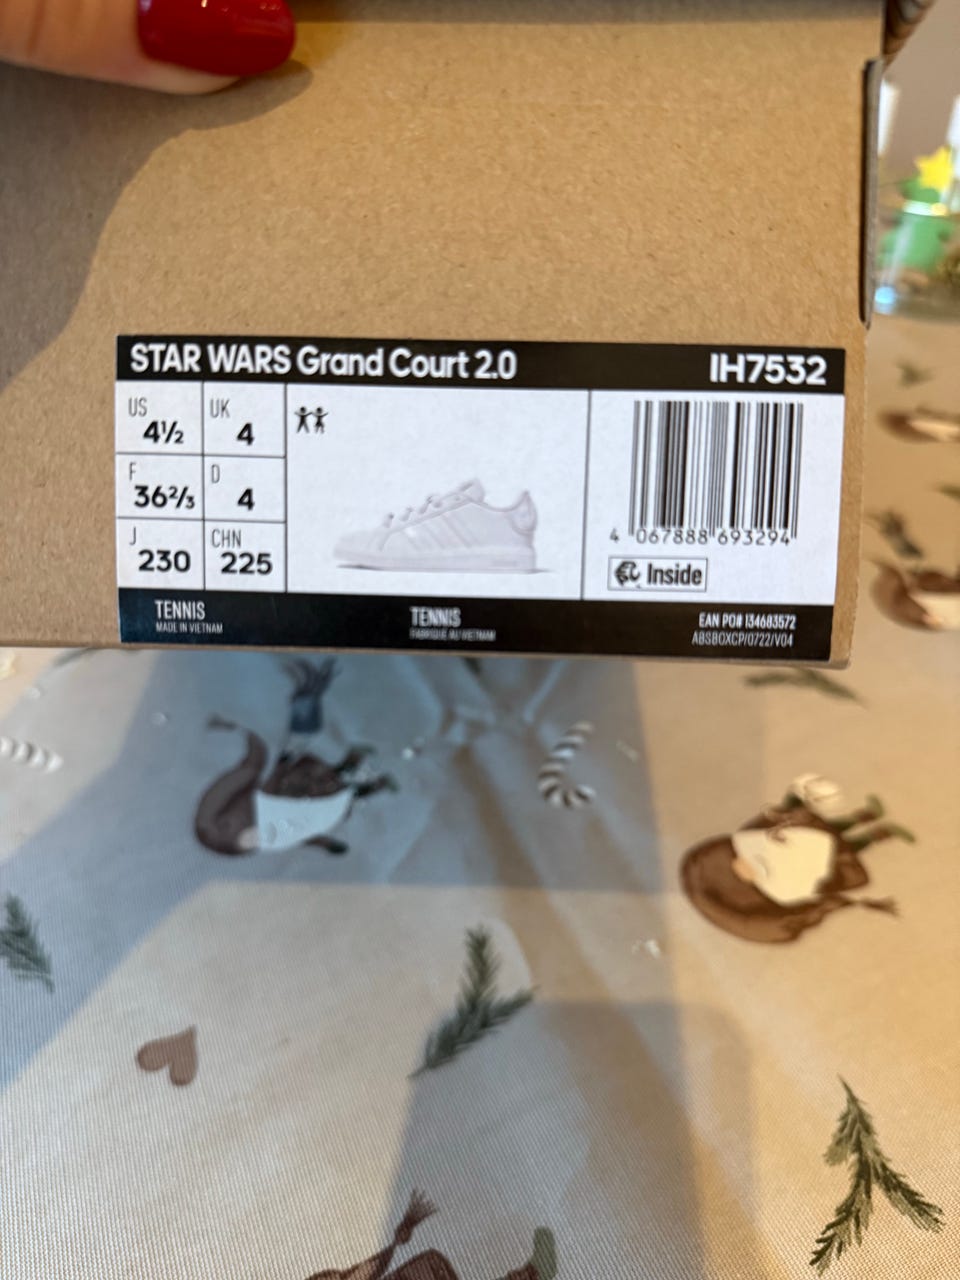 STAR WARS Grand Court 2.0 IH7532
US 4½ UK 4
F 36⅔ D 4
J 230 CHN 225
4 067888 693294
Inside
TENNIS
MADE IN VIETNAM
TENNIS
FABRIQUÉ AU VIETNAM
EAN PO# 134683572
ABSBOXCP/0722/V04